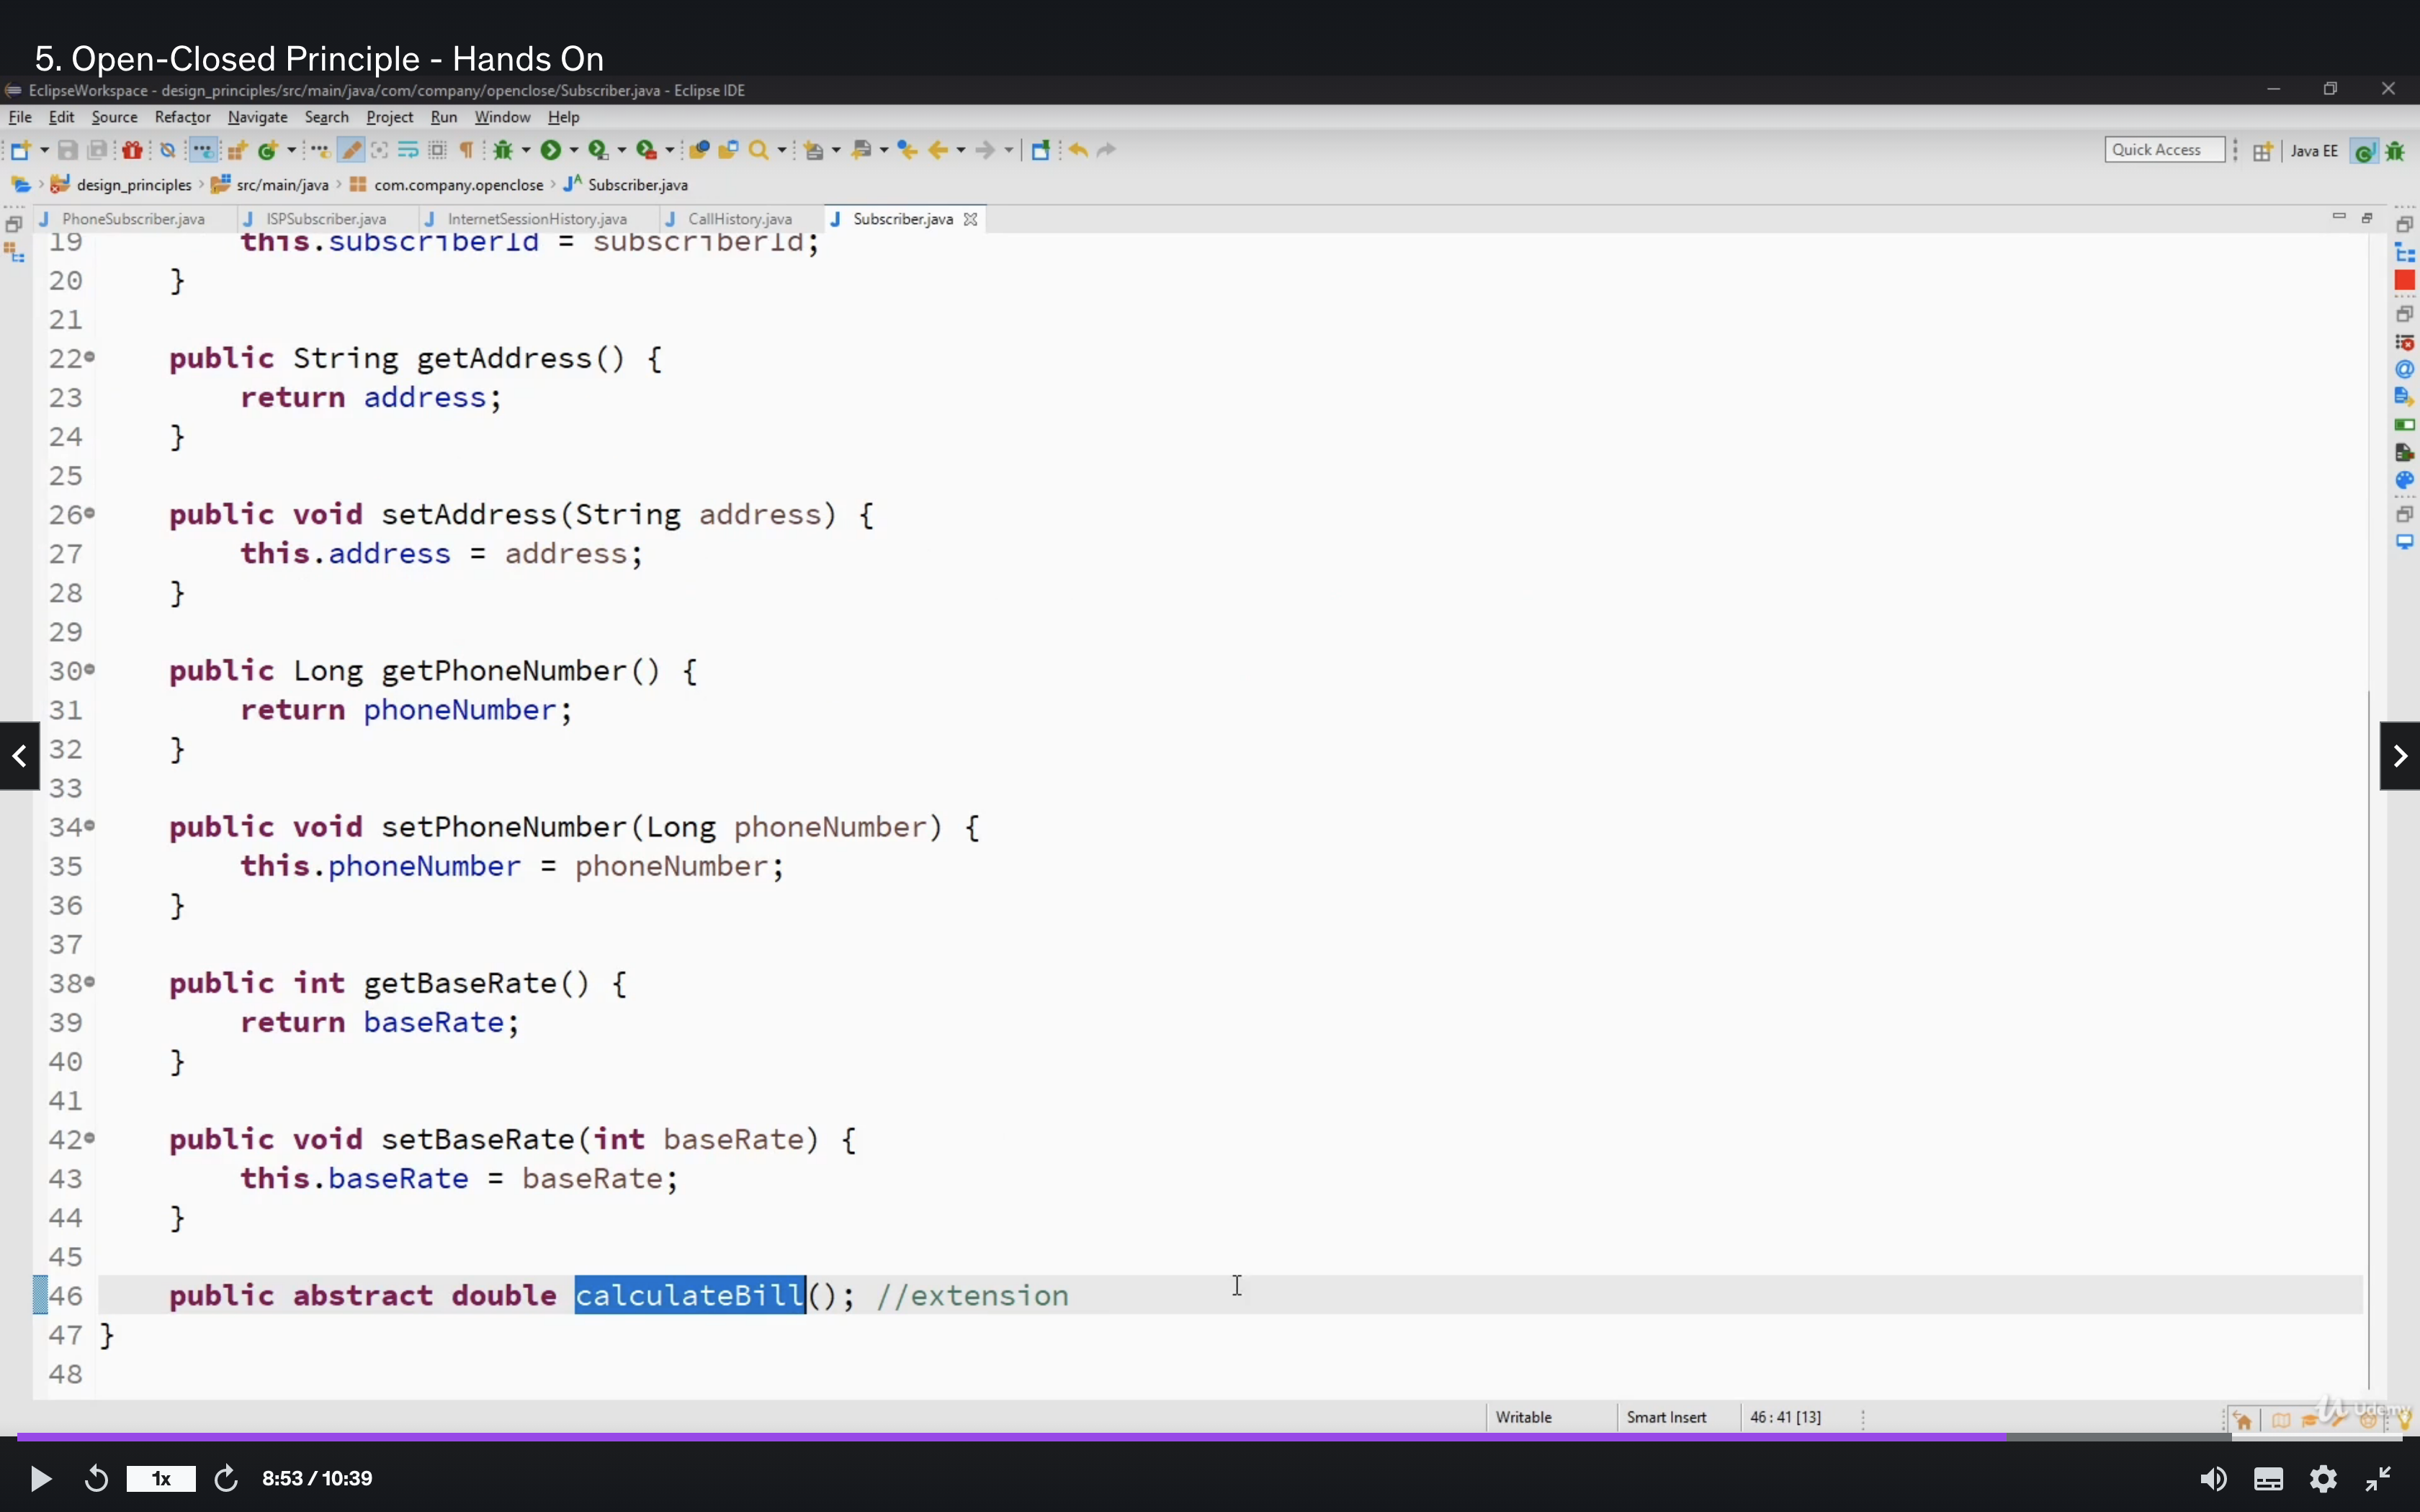 5. Open-Closed Principle - Hands On
EclipseWorkspace - design_principles/src/main/java/com/company/openclose/Subscriber.java - Eclipse IDE
File Edit Source Refactor Navigate Search Project Run Window Help
Quick Access Java EE
design_principles src/main/java com.company.openclose Subscriber.java
PhoneSubscriber.java ISPSubscriber.java InternetSessionHistory.java CallHistory.java Subscriber.java
19 this.subscriberId = subscriberId;
20 }
21
22 public String getAddress() {
23 return address;
24 }
25
26 public void setAddress(String address) {
27 this.address = address;
28 }
29
30 public Long getPhoneNumber() {
31 return phoneNumber;
32 }
33
34 public void setPhoneNumber(Long phoneNumber) {
35 this.phoneNumber = phoneNumber;
36 }
37
38 public int getBaseRate() {
39 return baseRate;
40 }
41
42 public void setBaseRate(int baseRate) {
43 this.baseRate = baseRate;
44 }
45
46 public abstract double calculateBill(); //extension
47 }
48
Writable Smart Insert 46 : 41 [13]
Udemy
1x 8:53 / 10:39